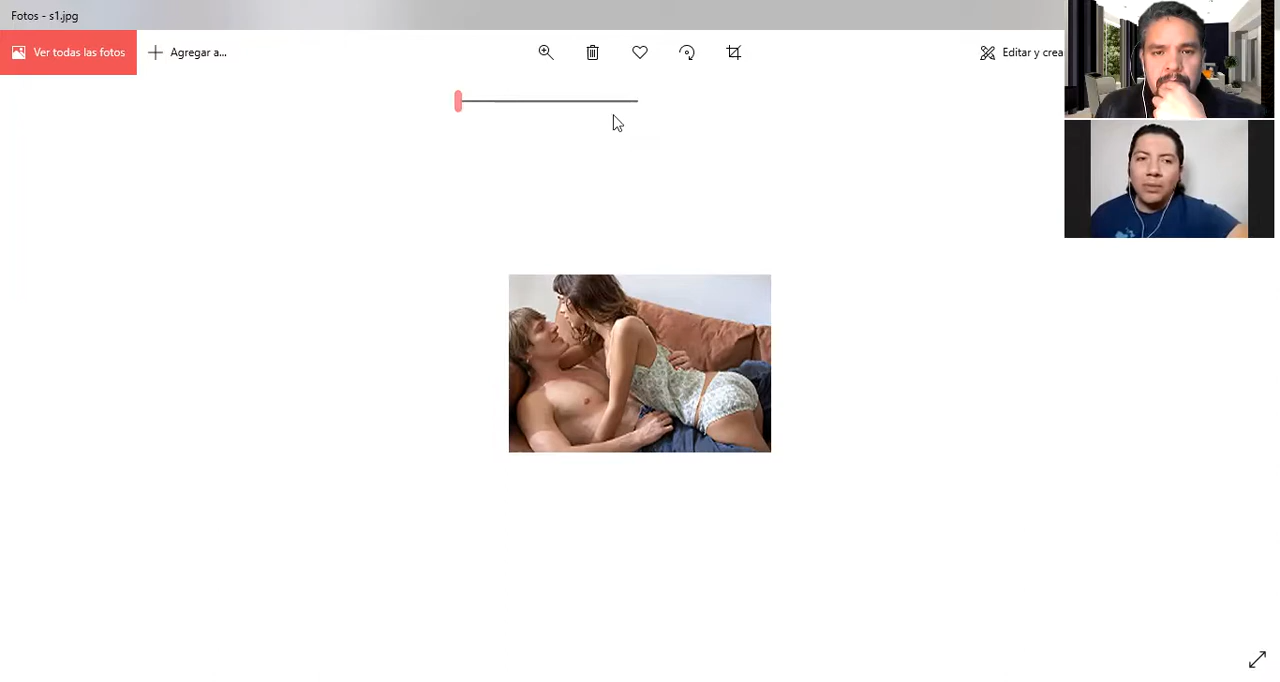 Fotos - s1.jpg
Ver todas las fotos
Agregar a...
Editar y crea